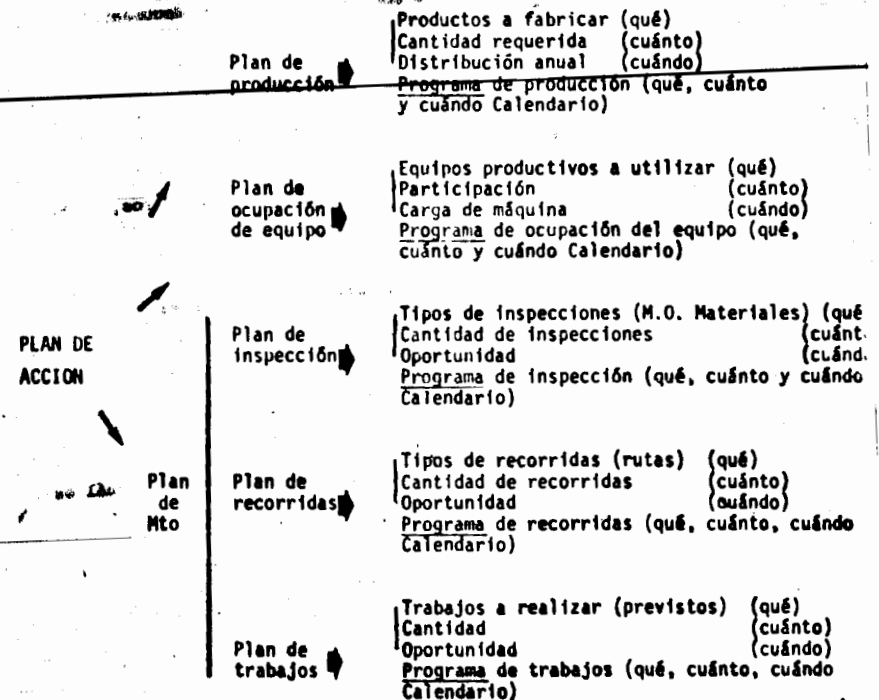 Plan de
producción
Productos a fabricar (qué)
Cantidad requerida (cuánto)
Distribución anual (cuándo)
Programa de producción (qué, cuánto
y cuándo Calendario)
Plan de
ocupación
de equipo
Equipos productivos a utilizar (qué)
Participación (cuánto)
Carga de máquina (cuándo)
Programa de ocupación del equipo (qué,
cuánto y cuándo Calendario)
PLAN DE
ACCION
Plan
de
Mto
Plan de
inspección
Tipos de inspecciones (M.O. Materiales) (qué
Cantidad de inspecciones (cuánt.
Oportunidad (cuánd.
Programa de inspección (qué, cuánto y cuándo
Calendario)
Plan de
recorridas
Tipos de recorridas (rutas) (qué)
Cantidad de recorridas (cuánto)
Oportunidad (cuándo)
Programa de recorridas (qué, cuánto, cuándo
Calendario)
Plan de
trabajos
Trabajos a realizar (previstos) (qué)
Cantidad (cuánto)
Oportunidad (cuándo)
Programa de trabajos (qué, cuánto, cuándo
Calendario)